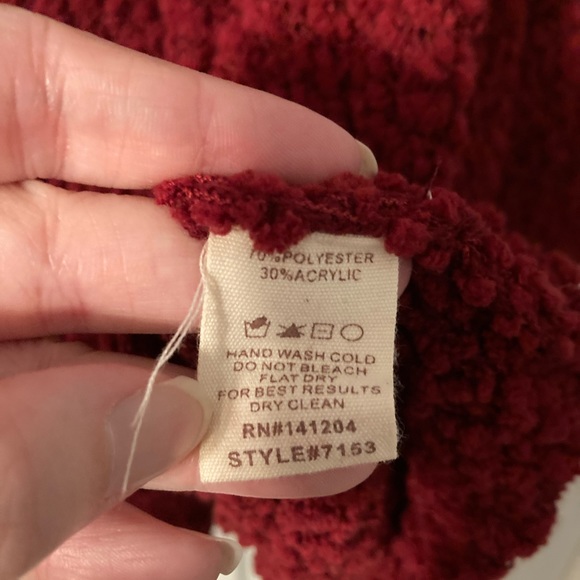 70%POLYESTER
30%ACRYLIC
HAND WASH COLD
DO NOT BLEACH
FLAT DRY
FOR BEST RESULTS
DRY CLEAN
RN#141204
STYLE#7153